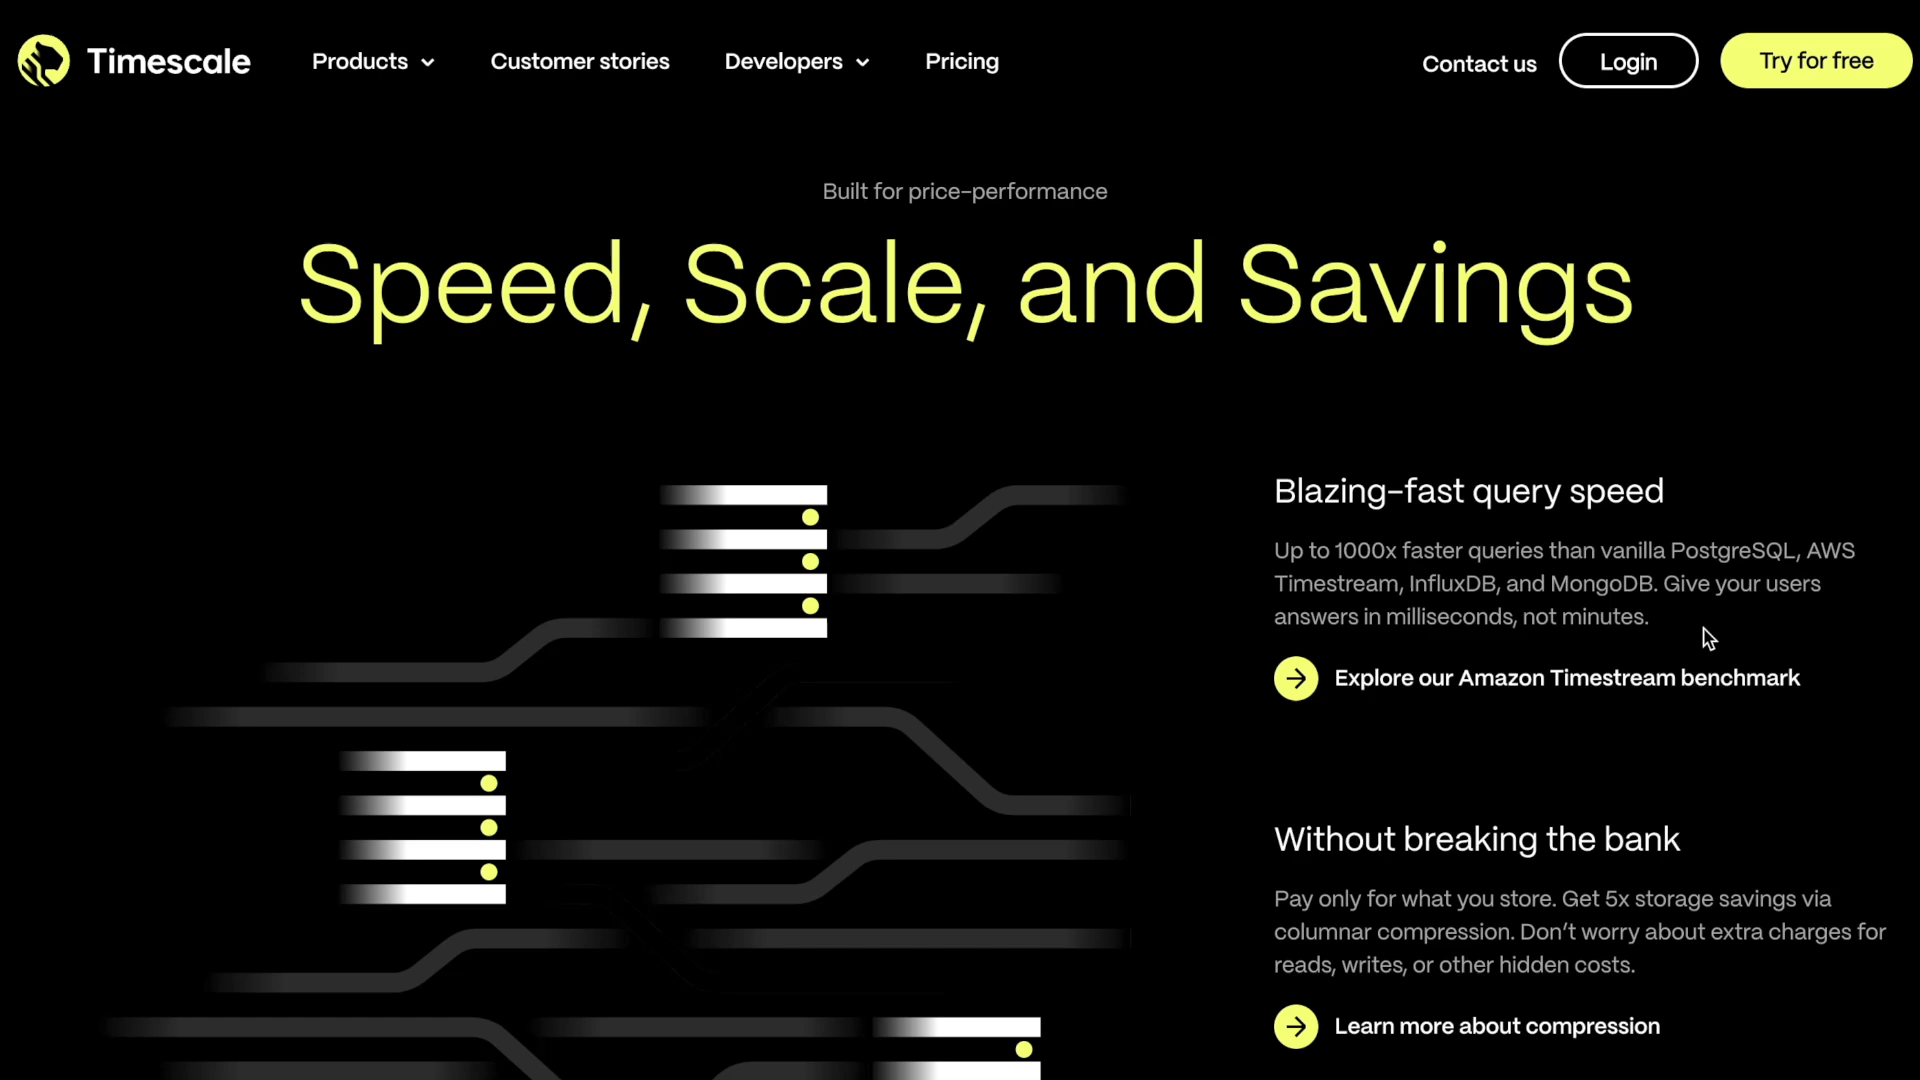 Timescale
Products
Customer stories
Developers
Pricing
Contact us
Login
Try for free
Built for price-performance
Speed, Scale, and Savings
Blazing-fast query speed
Up to 1000x faster queries than vanilla PostgreSQL, AWS
Timestream, InfluxDB, and MongoDB. Give your users
answers in milliseconds, not minutes.
Explore our Amazon Timestream benchmark
Without breaking the bank
Pay only for what you store. Get 5x storage savings via
columnar compression. Don’t worry about extra charges for
reads, writes, or other hidden costs.
Learn more about compression